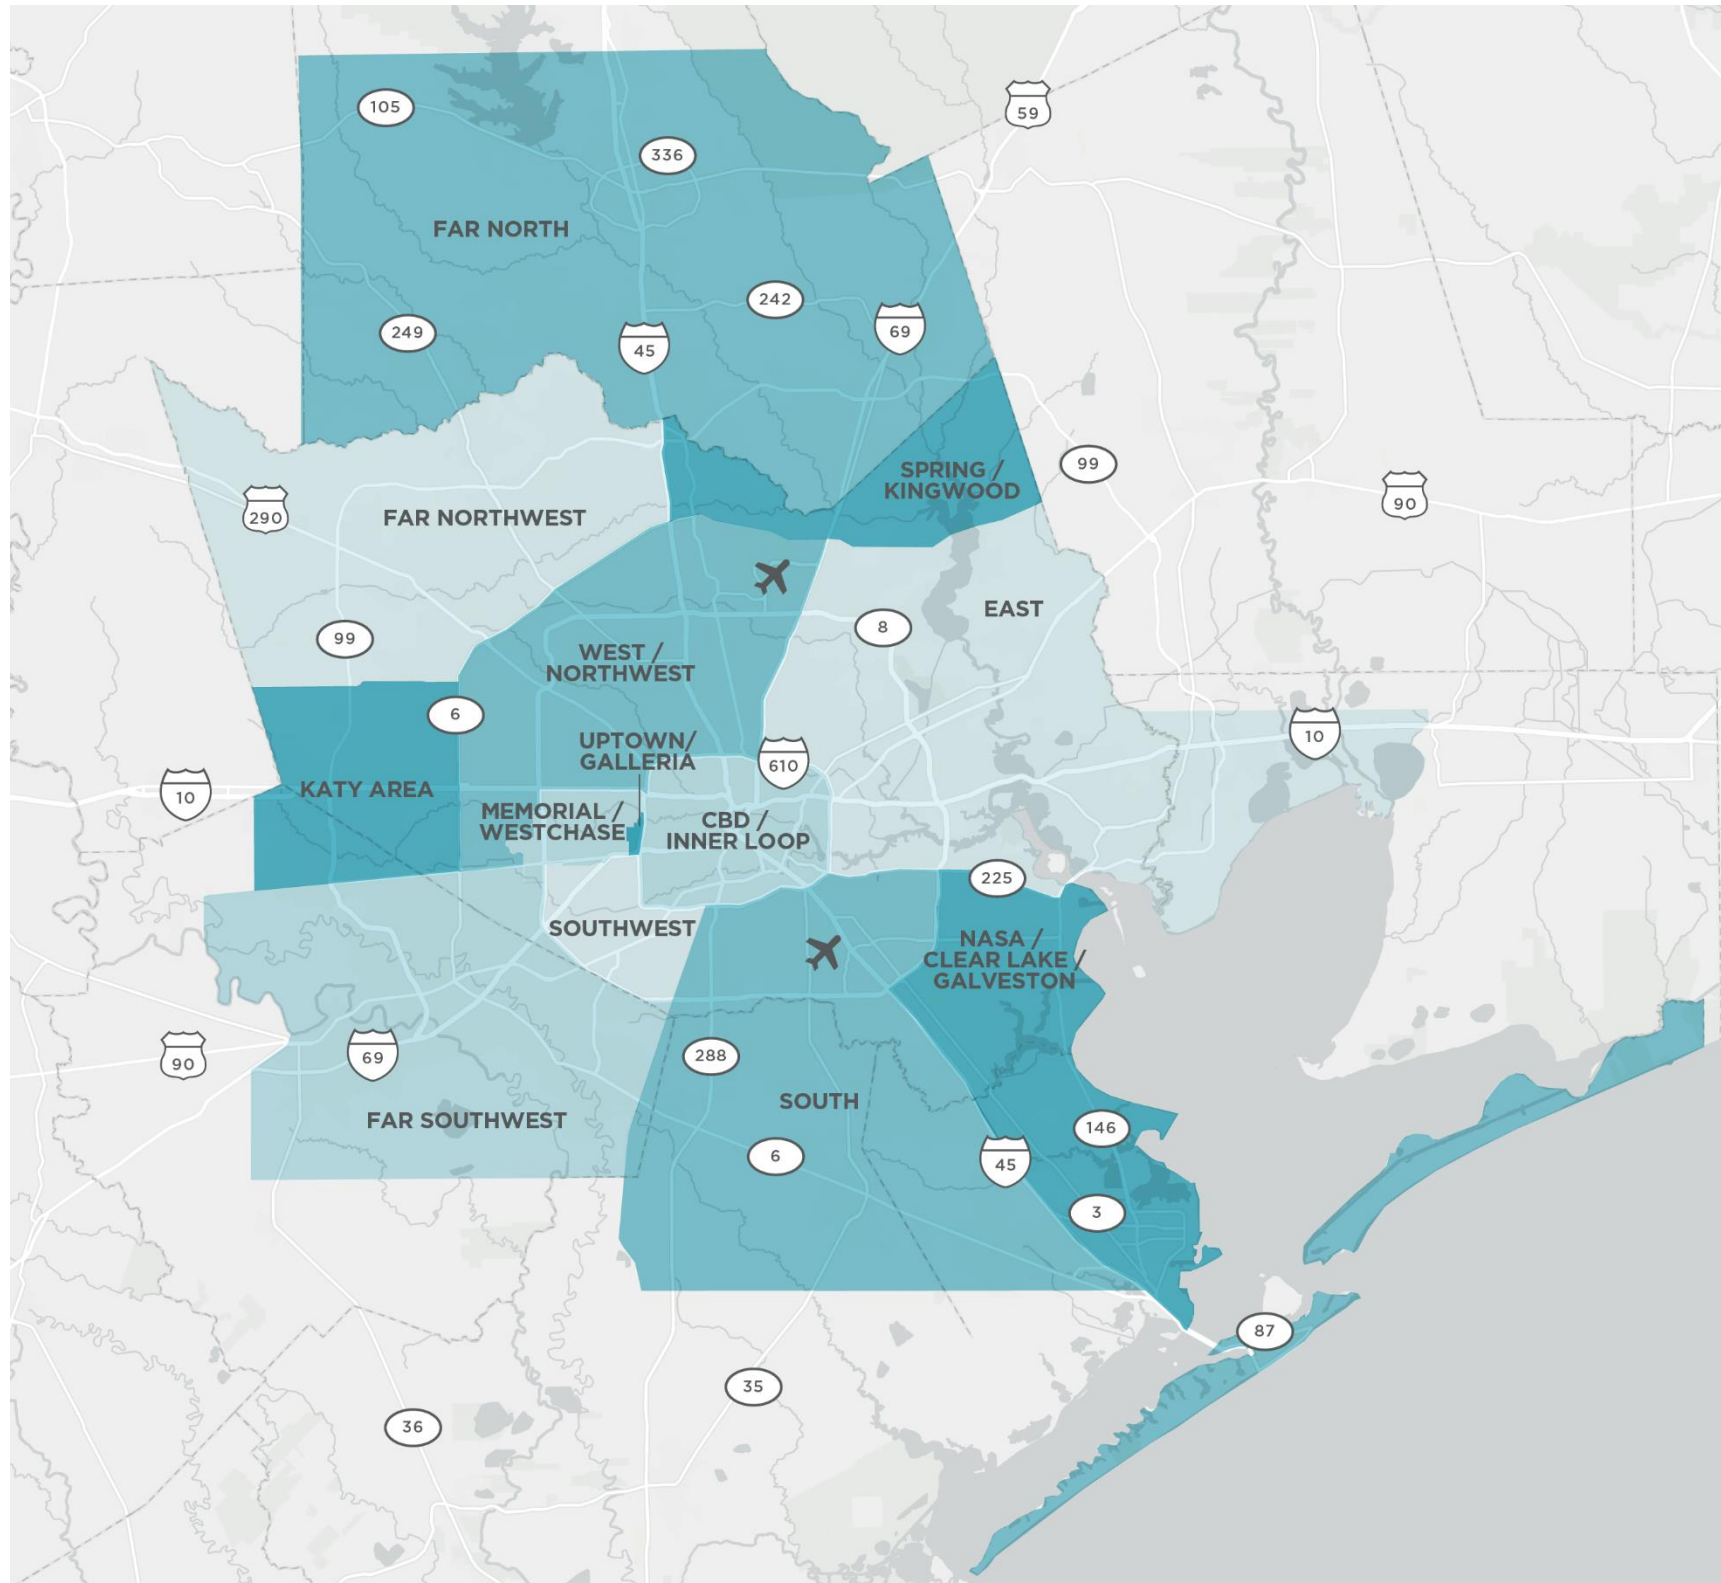 59
105
336
FAR NORTH
242
249
45
69
SPRING /
KINGWOOD
99
290
90
FAR NORTHWEST
EAST
8
99
WEST /
NORTHWEST
6
10
UPTOWN/
GALLERIA
610
10
KATY AREA
MEMORIAL /
WESTCHASE
CBD /
INNER LOOP
225
SOUTHWEST
NASA /
CLEAR LAKE /
GALVESTON
90
69
288
FAR SOUTHWEST
SOUTH
146
6
45
3
87
35
36